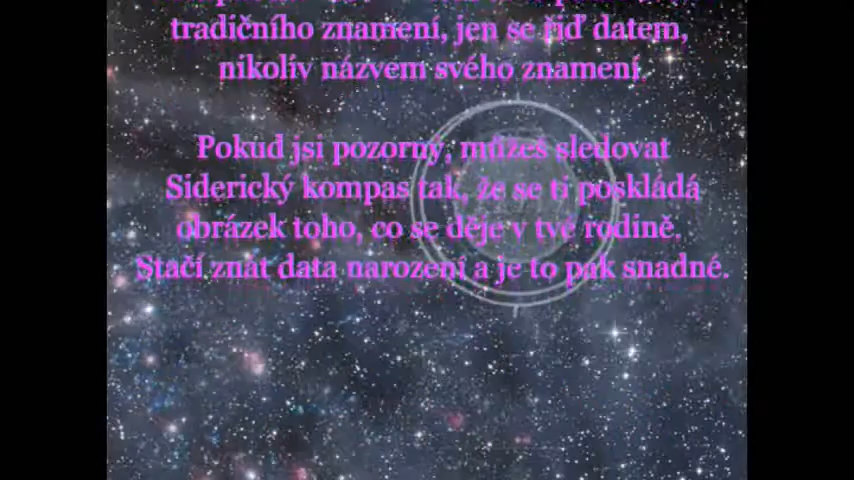 tradičního znamení, jen se řiď datem,
nikoliv názvem svého znamení.
Pokud jsi pozorný, můžeš sledovat
Siderický kompas tak, že se ti poskládá
obrázek toho, co se děje v tvé rodině.
Stačí znát data narození a je to pak snadné.